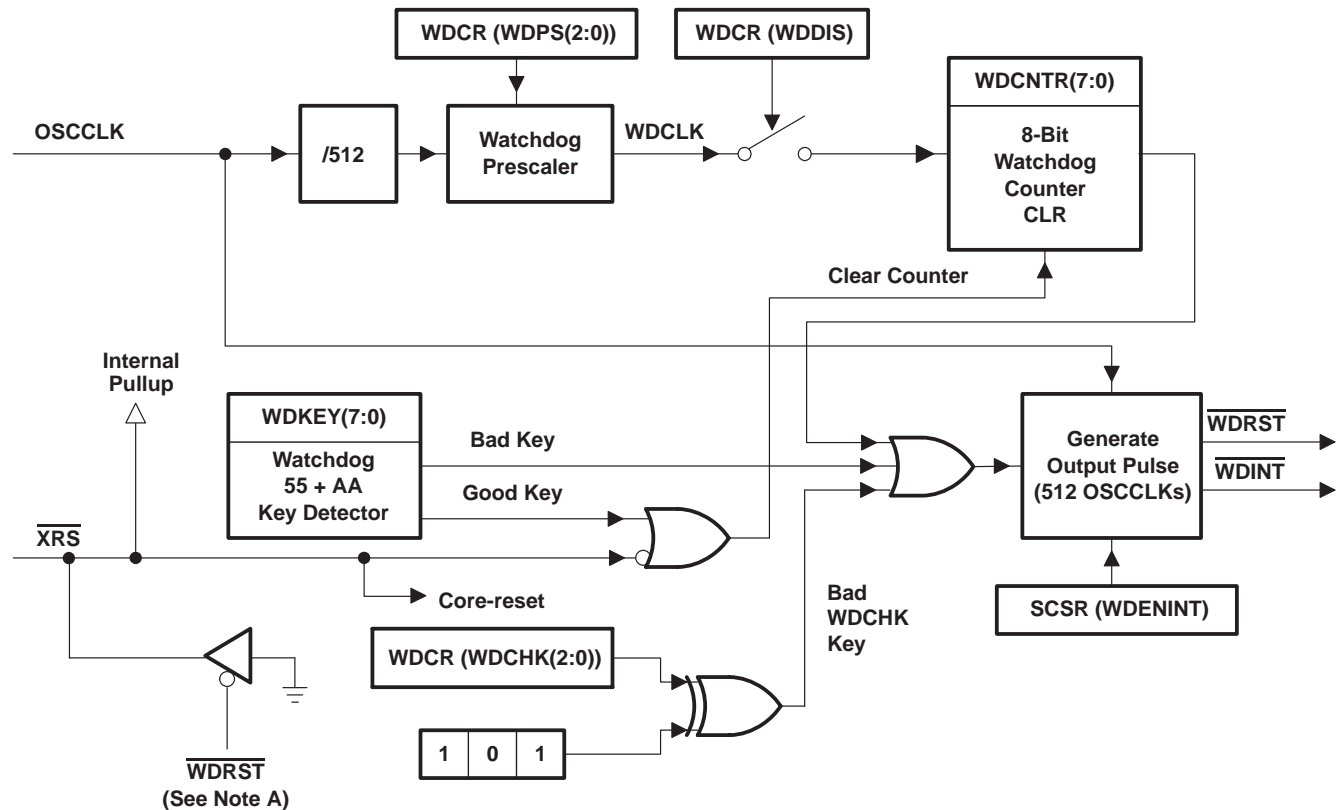 WDCR (WDPS(2:0))
WDCR (WDDIS)
WDCNTR(7:0)
OSCCLK
/512
Watchdog
Prescaler
WDCLK
8-Bit
Watchdog
Counter
CLR
Clear Counter
Internal
Pullup
WDKEY(7:0)
Watchdog
55 + AA
Key Detector
Bad Key
Good Key
Generate
Output Pulse
(512 OSCCLKs)
WDRST
WDINT
XRS
Core-reset
Bad
WDCHK
Key
SCSR (WDENINT)
WDCR (WDCHK(2:0))
1 0 1
WDRST
(See Note A)